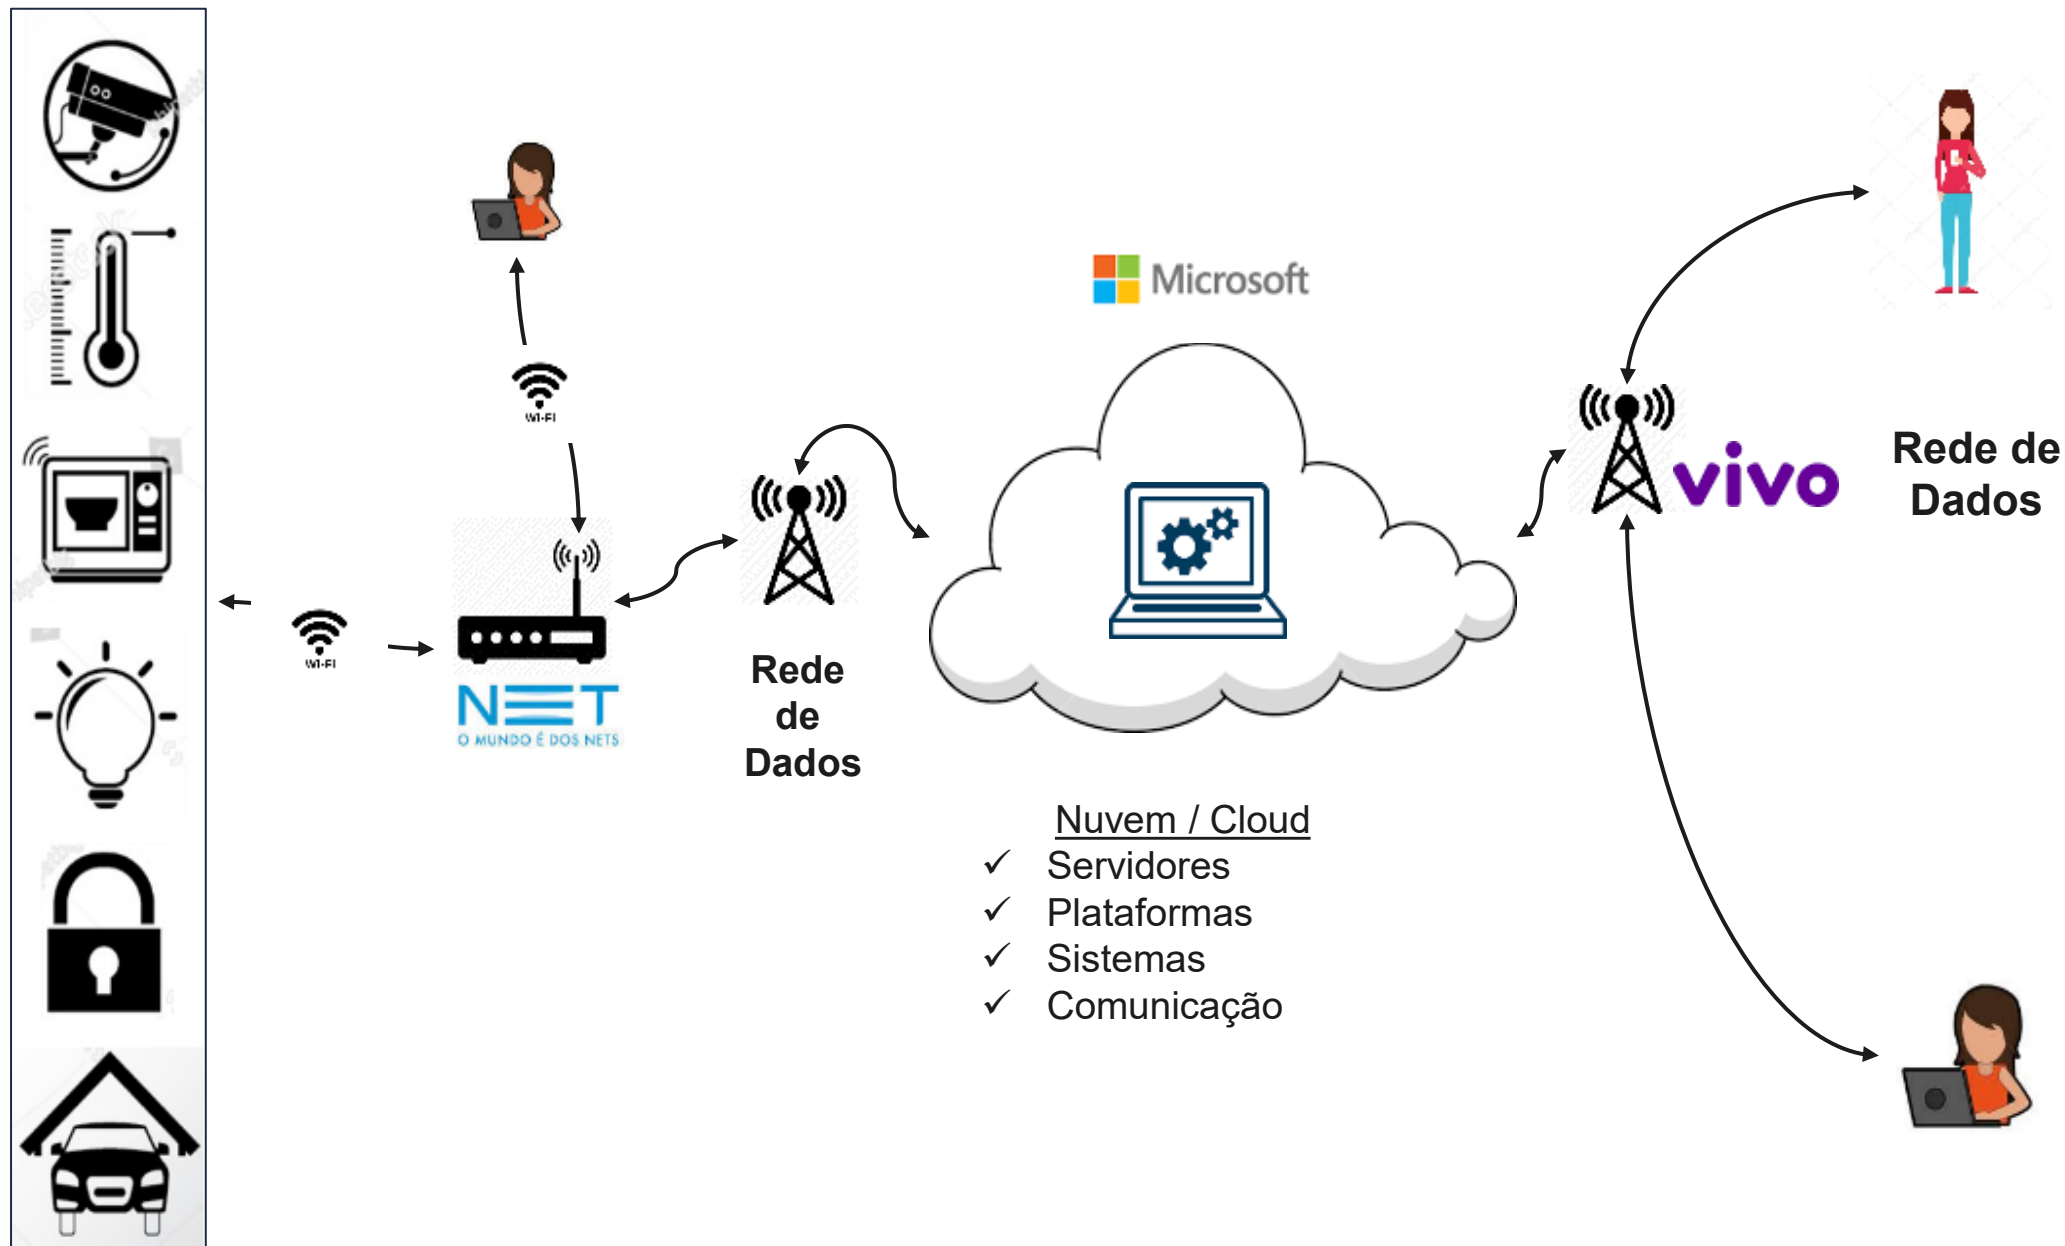 Microsoft
WI-FI
vivo
Rede de
Dados
WI-FI
NET
O MUNDO É DOS NETS
Rede
de
Dados
Nuvem / Cloud
✓ Servidores
✓ Plataformas
✓ Sistemas
✓ Comunicação